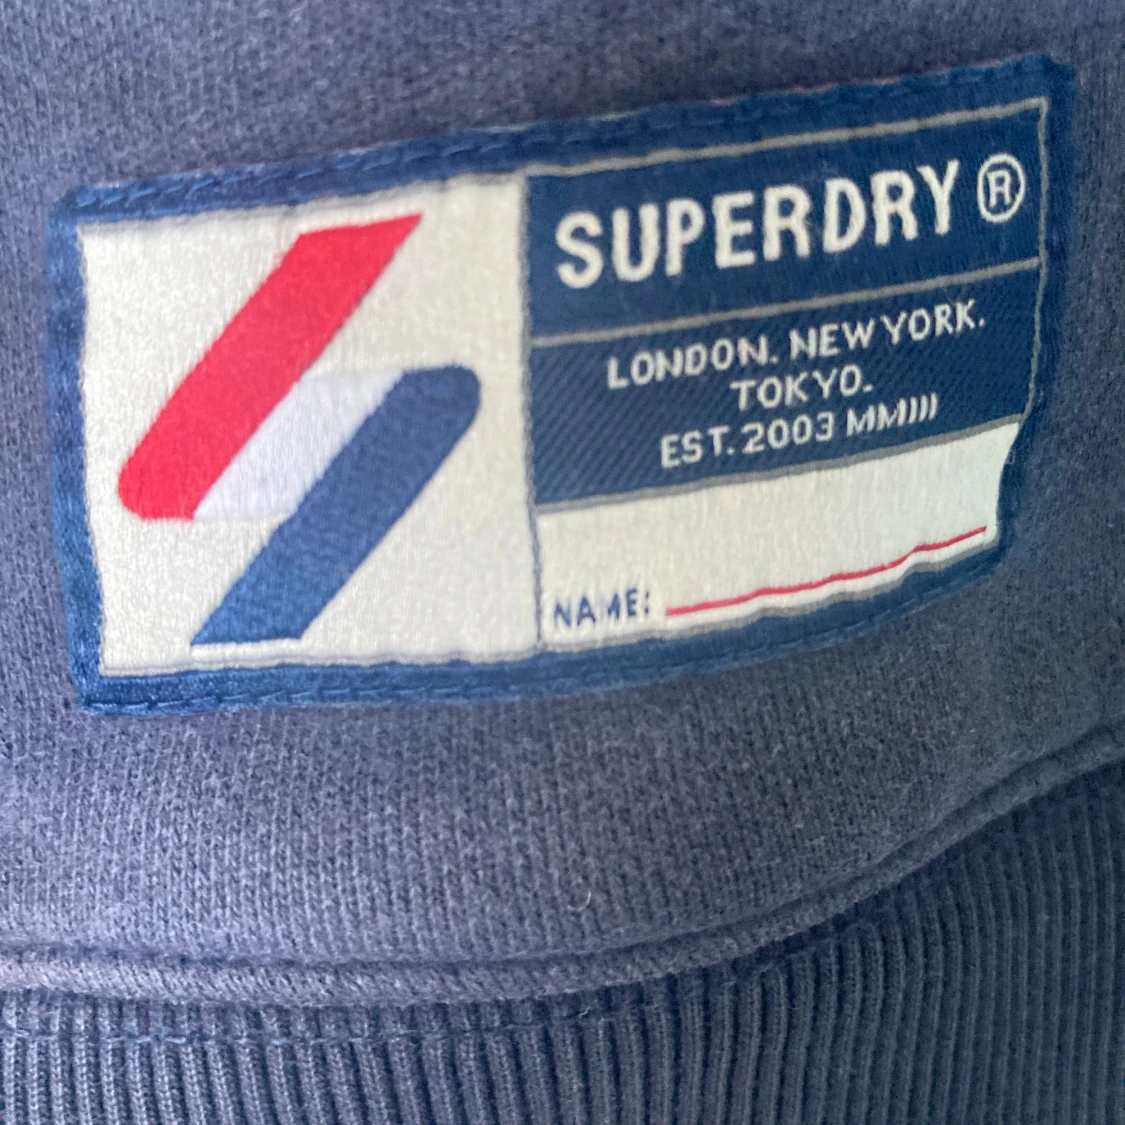 SUPERDRY ®
LONDON. NEW YORK.
TOKYO.
EST. 2003 MMIII
NAME: